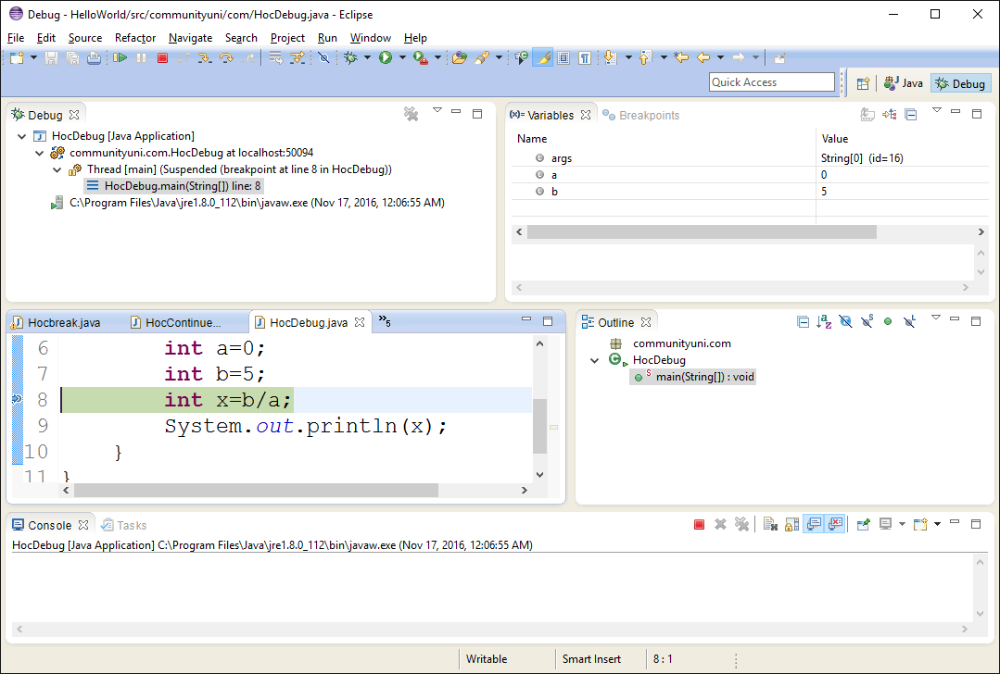 Debug - HelloWorld/src/communityuni/com/HocDebug.java - Eclipse
File Edit Source Refactor Navigate Search Project Run Window Help
Quick Access
Java
Debug
Debug
HocDebug [Java Application]
communityuni.com.HocDebug at localhost:50094
Thread [main] (Suspended (breakpoint at line 8 in HocDebug))
HocDebug.main(String[]) line: 8
C:\Program Files\Java\jre1.8.0_112\bin\javaw.exe (Nov 17, 2016, 12:06:55 AM)
(x)= Variables
Breakpoints
Name Value
args String[0] (id=16)
a 0
b 5
Hocbreak.java HocContinue... HocDebug.java »5
6 int a=0;
7 int b=5;
8 int x=b/a;
9 System.out.println(x);
10 }
11 }
Outline
communityuni.com
HocDebug
main(String[]) : void
Console Tasks
HocDebug [Java Application] C:\Program Files\Java\jre1.8.0_112\bin\javaw.exe (Nov 17, 2016, 12:06:55 AM)
Writable Smart Insert 8 : 1